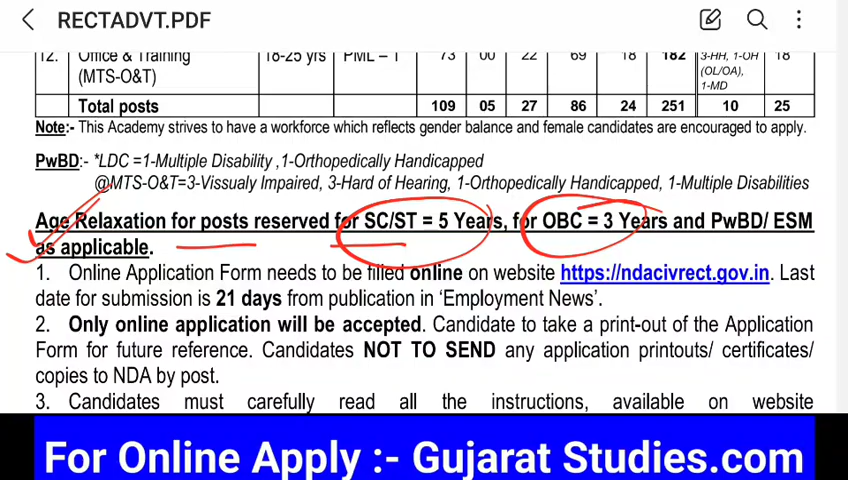 RECTADVT.PDF
12. Office & Training 18-25 yrs PML – 1 73 00 22 69 18 182 3-HH, 1-OH 18
(MTS-O&T) (OL/OA),
1-MD
Total posts 109 05 27 86 24 251 10 25
Note:- This Academy strives to have a workforce which reflects gender balance and female candidates are encouraged to apply.
PwBD:- *LDC =1-Multiple Disability ,1-Orthopedically Handicapped
@MTS-O&T=3-Vissualy Impaired, 3-Hard of Hearing, 1-Orthopedically Handicapped, 1-Multiple Disabilities
Age Relaxation for posts reserved for SC/ST = 5 Years, for OBC = 3 Years and PwBD/ ESM
as applicable.
1. Online Application Form needs to be filled online on website https://ndacivrect.gov.in. Last
date for submission is 21 days from publication in ‘Employment News’.
2. Only online application will be accepted. Candidate to take a print-out of the Application
Form for future reference. Candidates NOT TO SEND any application printouts/ certificates/
copies to NDA by post.
3. Candidates must carefully read all the instructions, available on website
For Online Apply :- Gujarat Studies.com